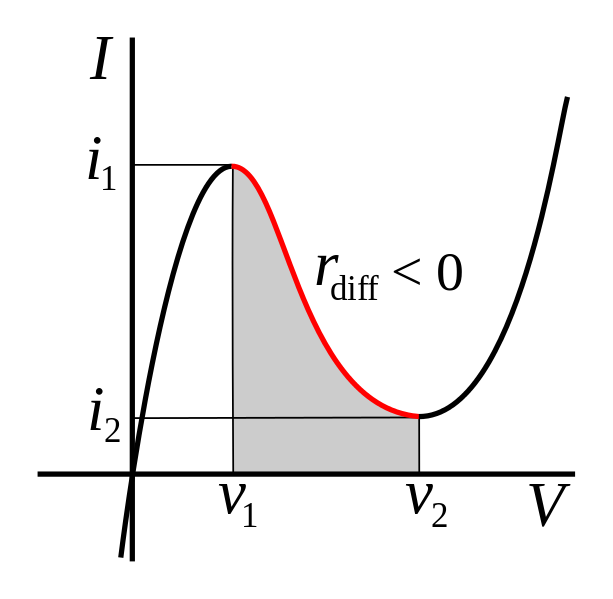 I
i₁
r_diff < 0
i₂
v₁ v₂ V